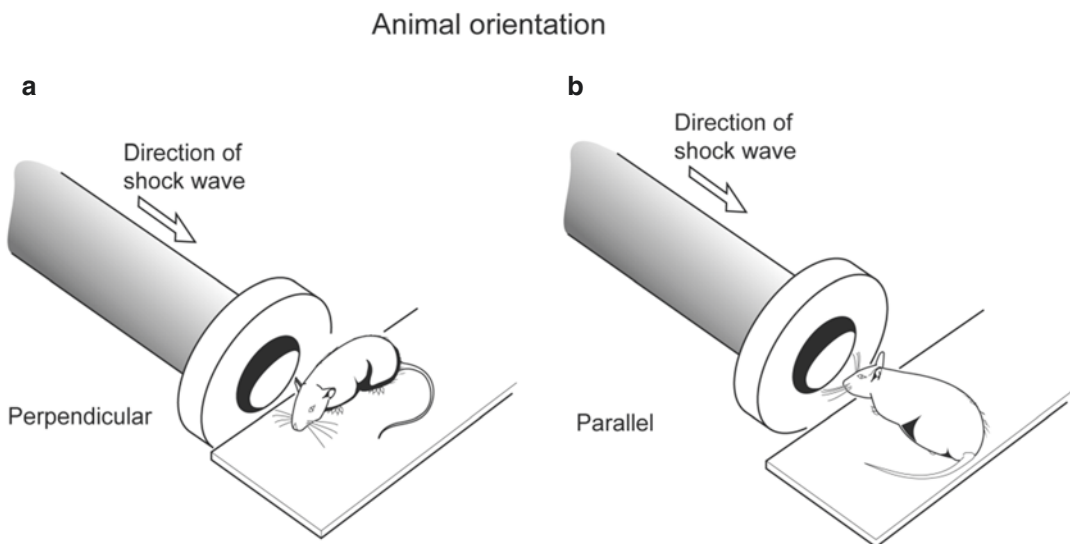 Animal orientation
a
Direction of
shock wave
Perpendicular
b
Direction of
shock wave
Parallel